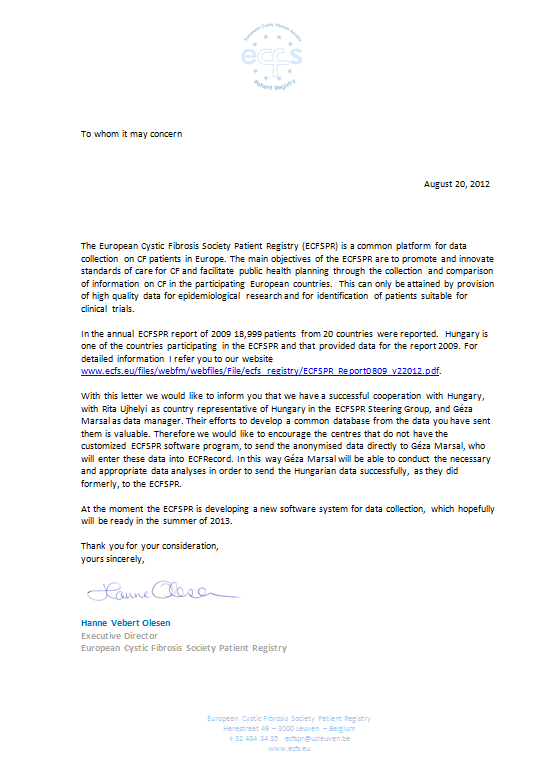 European Cystic Fibrosis Society
ecfs
Patient Registry
To whom it may concern
August 20, 2012
The European Cystic Fibrosis Society Patient Registry (ECFSPR) is a common platform for data
collection on CF patients in Europe. The main objectives of the ECFSPR are to promote and innovate
standards of care for CF and facilitate public health planning through the collection and comparison
of information on CF in the participating European countries. This can only be attained by provision
of high quality data for epidemiological research and for identification of patients suitable for
clinical trials.
In the annual ECFSPR report of 2009 18,999 patients from 20 countries were reported. Hungary is
one of the countries participating in the ECFSPR and that provided data for the report 2009. For
detailed information I refer you to our website
www.ecfs.eu/files/webfm/webfiles/File/ecfs_registry/ECFSPR_Report0809_v22012.pdf.
With this letter we would like to inform you that we have a successful cooperation with Hungary,
with Rita Ujhelyi as country representative of Hungary in the ECFSPR Steering Group, and Géza
Marsal as data manager. Their efforts to develop a common database from the data you have sent
them is valuable. Therefore we would like to encourage the centres that do not have the
customized ECFSPR software program, to send the anonymised data directly to Géza Marsal, who
will enter these data into ECFRecord. In this way Géza Marsal will be able to conduct the necessary
and appropriate data analyses in order to send the Hungarian data successfully, as they did
formerly, to the ECFSPR.
At the moment the ECFSPR is developing a new software system for data collection, which hopefully
will be ready in the summer of 2013.
Thank you for your consideration,
yours sincerely,
Hanne Olesen
Hanne Vebert Olesen
Executive Director
European Cystic Fibrosis Society Patient Registry
European Cystic Fibrosis Society Patient Registry
Herestraat 49 – 3000 Leuven – Belgium
+ 32 484 34 35 ecfspr@uzleuven.be
www.ecfs.eu